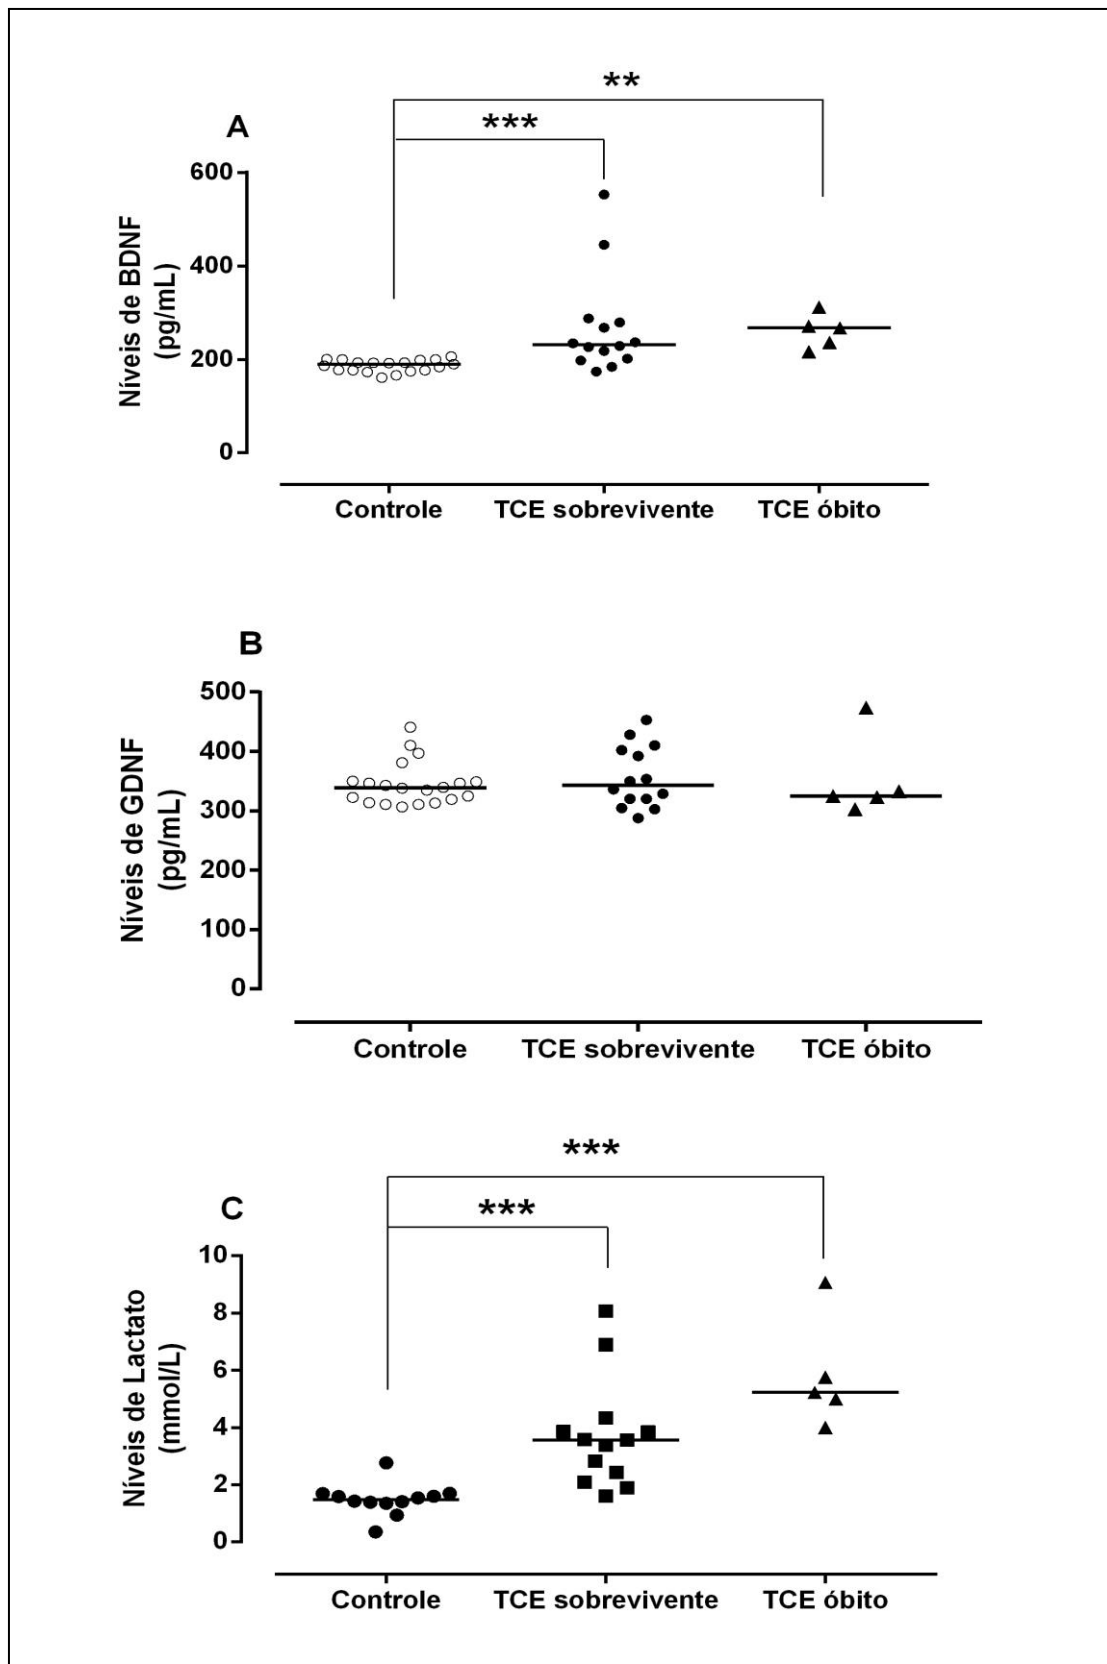 **
A
***
600
400
200
0
Níveis de BDNF
(pg/mL)
Controle TCE sobrevivente TCE óbito
B
500
400
300
200
100
0
Níveis de GDNF
(pg/mL)
Controle TCE sobrevivente TCE óbito
***
C
***
10
8
6
4
2
0
Níveis de Lactato
(mmol/L)
Controle TCE sobrevivente TCE óbito